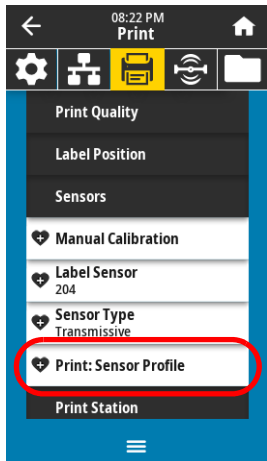 08:22 PM
Print
Print Quality
Label Position
Sensors
Manual Calibration
Label Sensor
204
Sensor Type
Transmissive
Print: Sensor Profile
Print Station